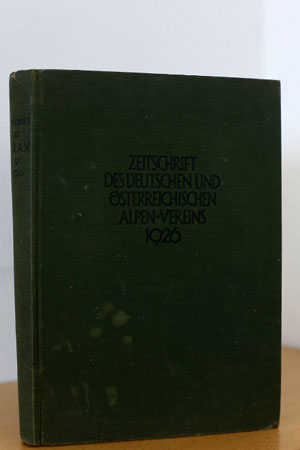 ZEITSCHRIFT
DES DEUTSCHEN UND
ÖSTERREICHISCHEN
ALPEN-VEREINS
1926